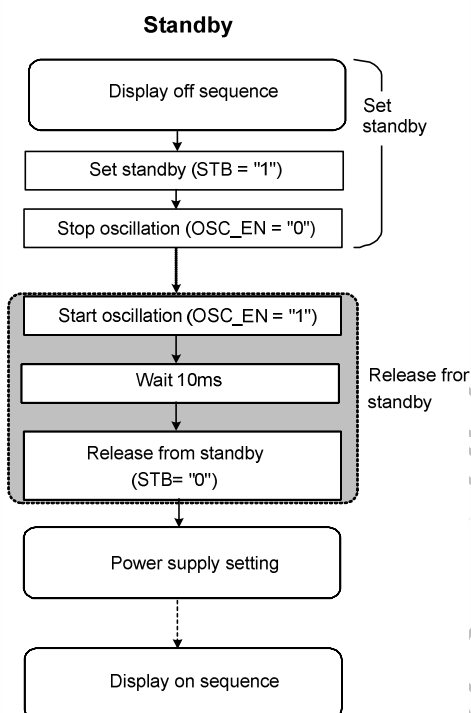 Standby
Display off sequence
Set
standby
Set standby (STB = "1")
Stop oscillation (OSC_EN = "0")
Start oscillation (OSC_EN = "1")
Wait 10ms
Release from
standby
Release from standby
(STB= "0")
Power supply setting
Display on sequence